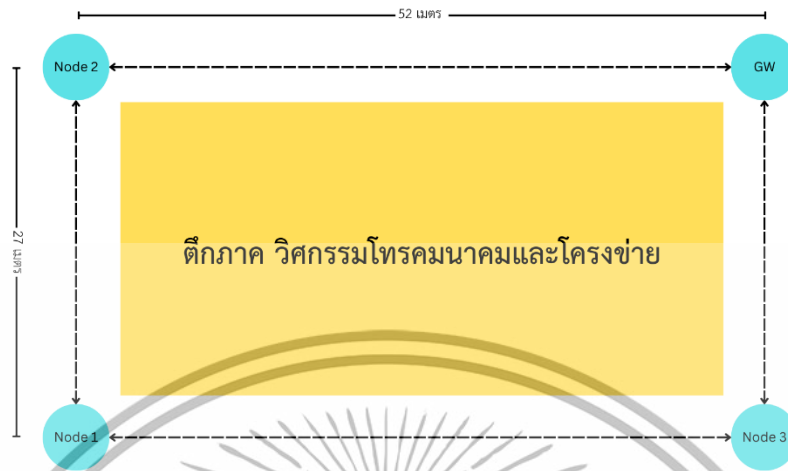 52 เมตร
Node 2
GW
27 เมตร
ตึกภาค วิศกรรมโทรคมนาคมและโครงข่าย
Node 1
Node 3